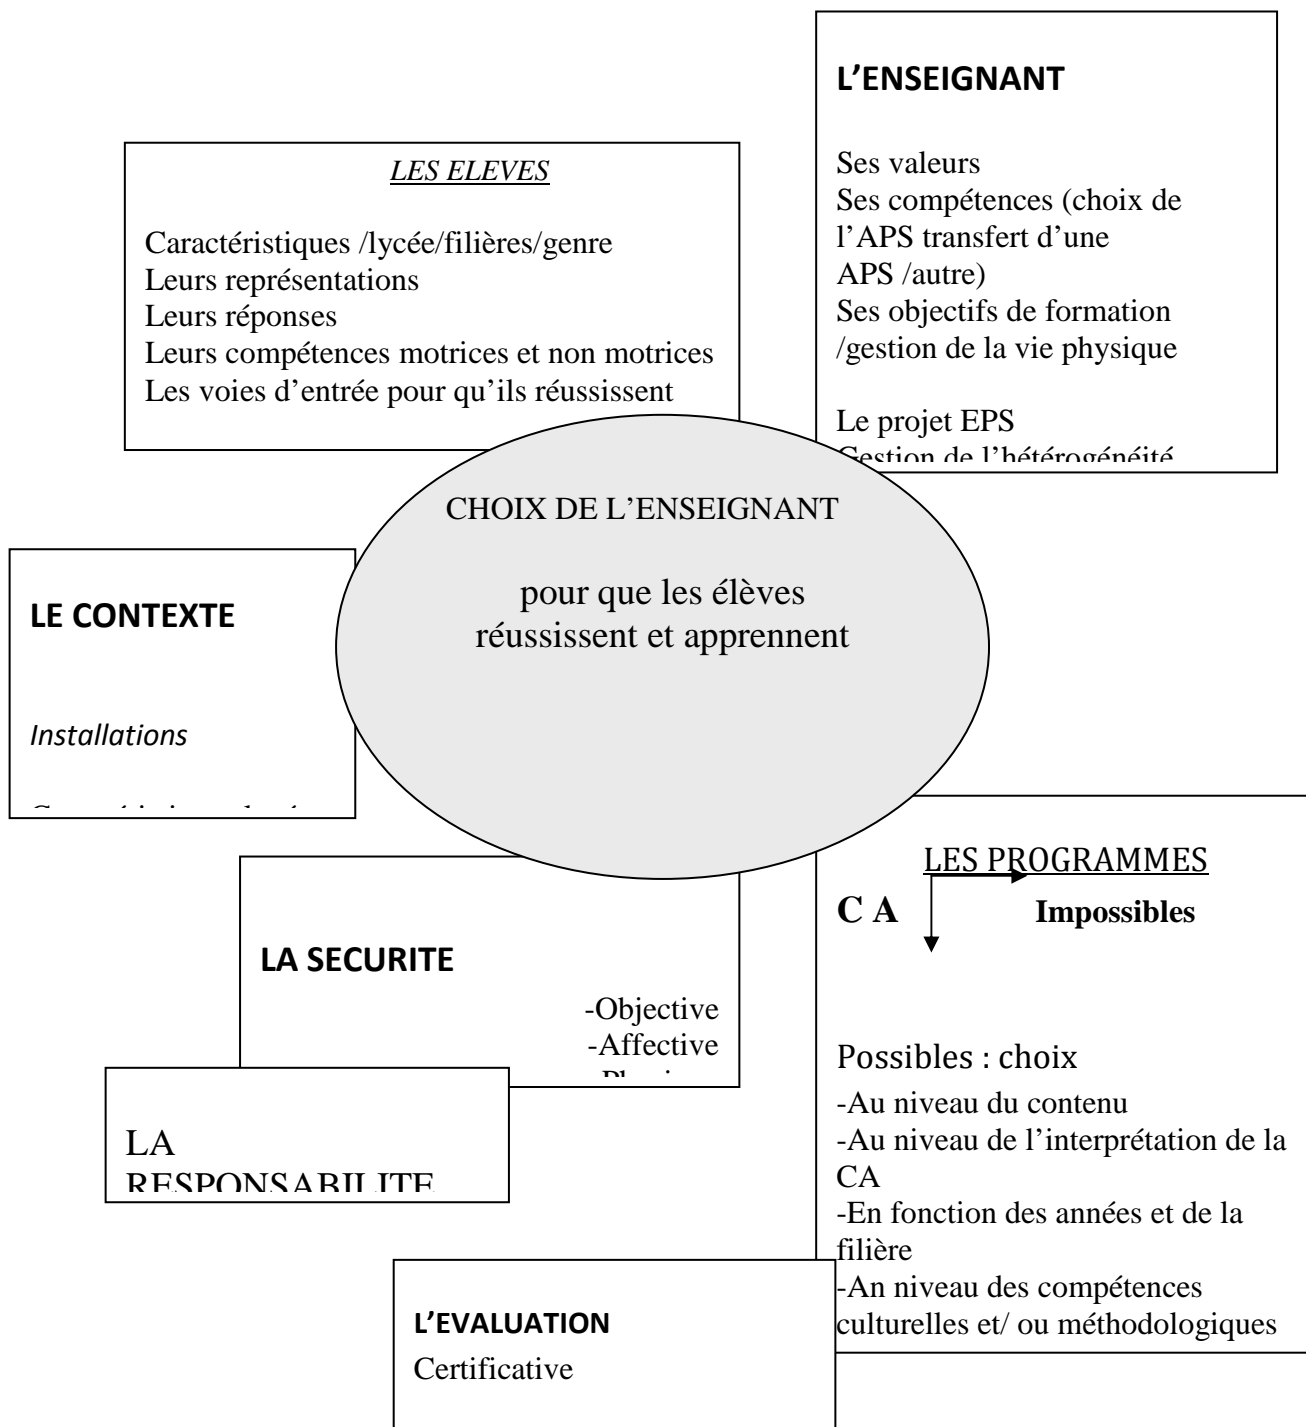 L’ENSEIGNANT
Ses valeurs
Ses compétences (choix de
l’APS transfert d’une
APS /autre)
Ses objectifs de formation
/gestion de la vie physique
Le projet EPS
Gestion de l’hétérogénéité
LES ELEVES
Caractéristiques /lycée/filières/genre
Leurs représentations
Leurs réponses
Leurs compétences motrices et non motrices
Les voies d’entrée pour qu’ils réussissent
CHOIX DE L’ENSEIGNANT
pour que les élèves
réussissent et apprennent
LE CONTEXTE
Installations
LA SECURITE
-Objective
-Affective
LA
RESPONSABILITE
LES PROGRAMMES
C A Impossibles
Possibles : choix
-Au niveau du contenu
-Au niveau de l’interprétation de la
CA
-En fonction des années et de la
filière
-An niveau des compétences
culturelles et/ ou méthodologiques
L’EVALUATION
Certificative